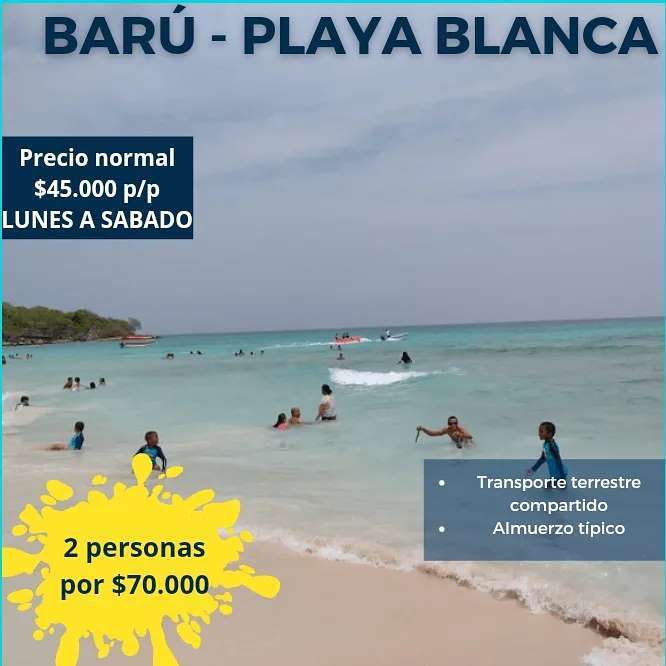 BARÚ - PLAYA BLANCA
Precio normal
$45.000 p/p
LUNES A SABADO
• Transporte terrestre
compartido
• Almuerzo típico
2 personas
por $70.000